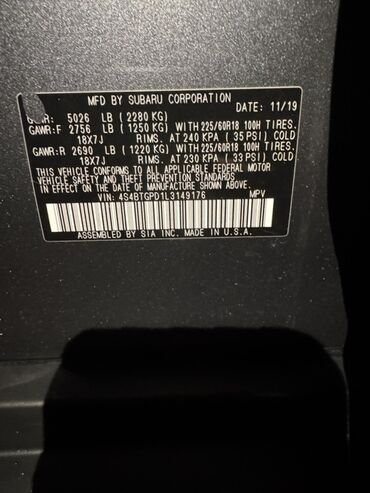 MFD BY SUBARU CORPORATION DATE: 11/19
GVWR: 5026 LB (2280 KG)
GAWR:F 2756 LB (1250 KG) WITH 225/60R18 100H TIRES,
18X7J RIMS, AT 240 KPA (35 PSI) COLD
GAWR:R 2690 LB (1220 KG) WITH 225/60R18 100H TIRES,
18X7J RIMS, AT 230 KPA (33 PSI) COLD
THIS VEHICLE CONFORMS TO ALL APPLICABLE FEDERAL MOTOR
VEHICLE SAFETY AND THEFT PREVENTION STANDARDS
IN EFFECT ON THE DATE OF MANUFACTURE SHOWN ABOVE.
VIN: 4S4BTGPD1L3149176 MPV
ASSEMBLED BY SIA INC. MADE IN U.S.A.